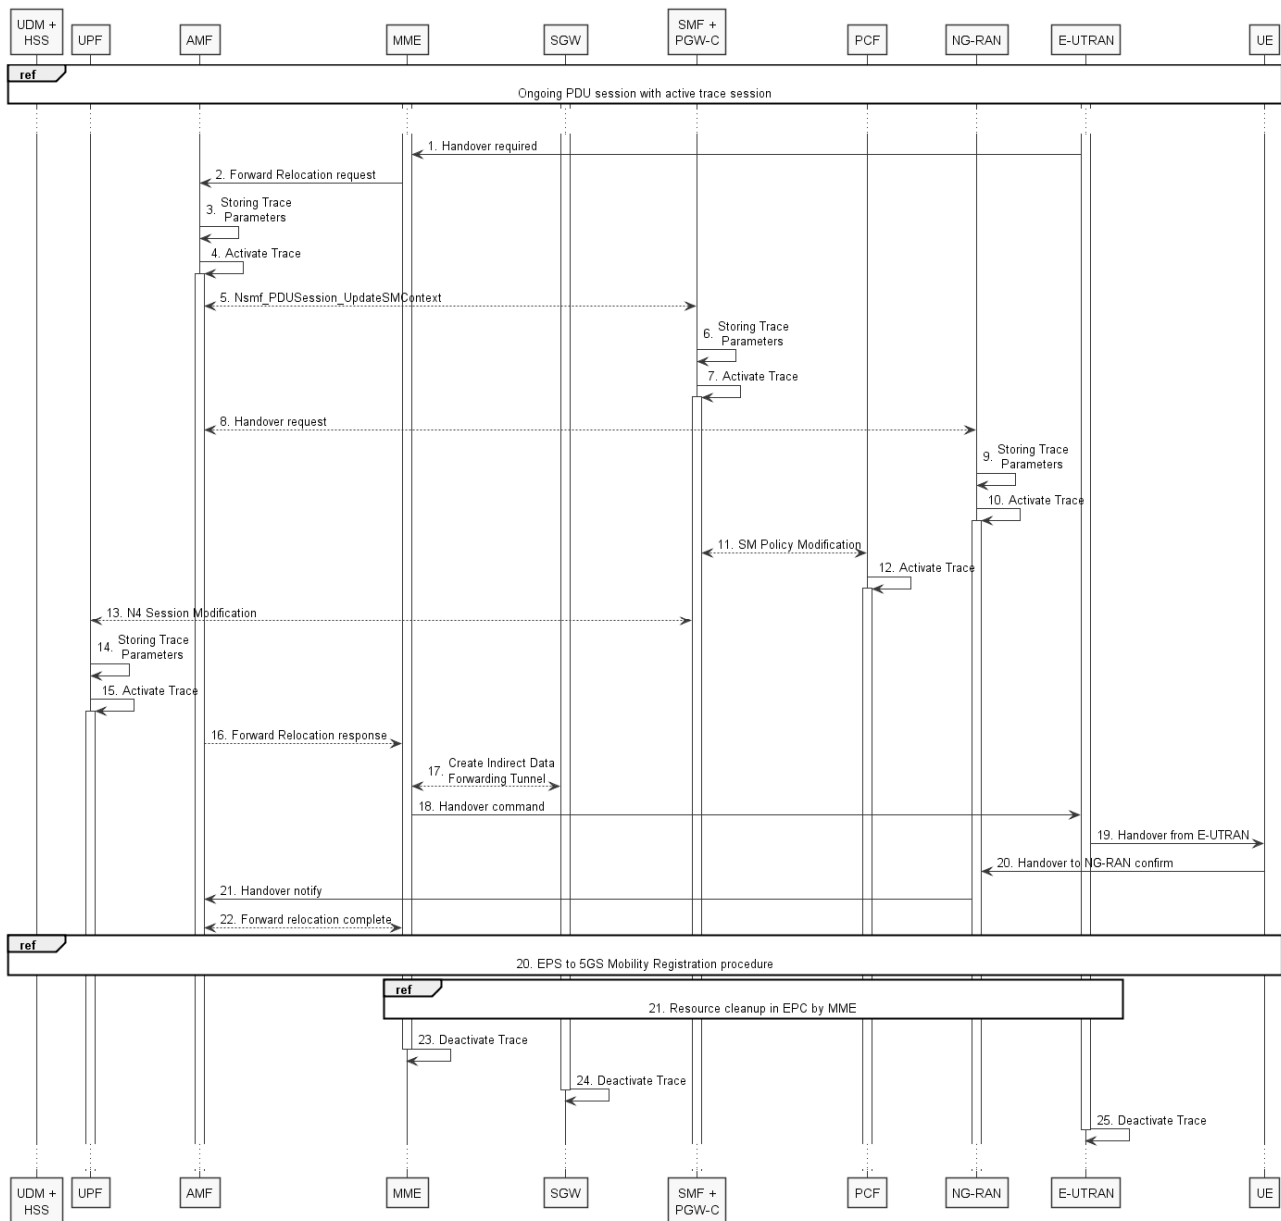 UDM +
HSS
UPF
AMF
MME
SGW
SMF +
PGW-C
PCF
NG-RAN
E-UTRAN
UE
ref
Ongoing PDU session with active trace session
1. Handover required
2. Forward Relocation request
3. Storing Trace
Parameters
4. Activate Trace
5. Nsmf_PDUSession_UpdateSMContext
6. Storing Trace
Parameters
7. Activate Trace
8. Handover request
9. Storing Trace
Parameters
10. Activate Trace
11. SM Policy Modification
12. Activate Trace
13. N4 Session Modification
14. Storing Trace
Parameters
15. Activate Trace
16. Forward Relocation response
17. Create Indirect Data
Forwarding Tunnel
18. Handover command
19. Handover from E-UTRAN
20. Handover to NG-RAN confirm
21. Handover notify
22. Forward relocation complete
ref
20. EPS to 5GS Mobility Registration procedure
ref
21. Resource cleanup in EPC by MME
23. Deactivate Trace
24. Deactivate Trace
25. Deactivate Trace
UDM +
HSS
UPF
AMF
MME
SGW
SMF +
PGW-C
PCF
NG-RAN
E-UTRAN
UE